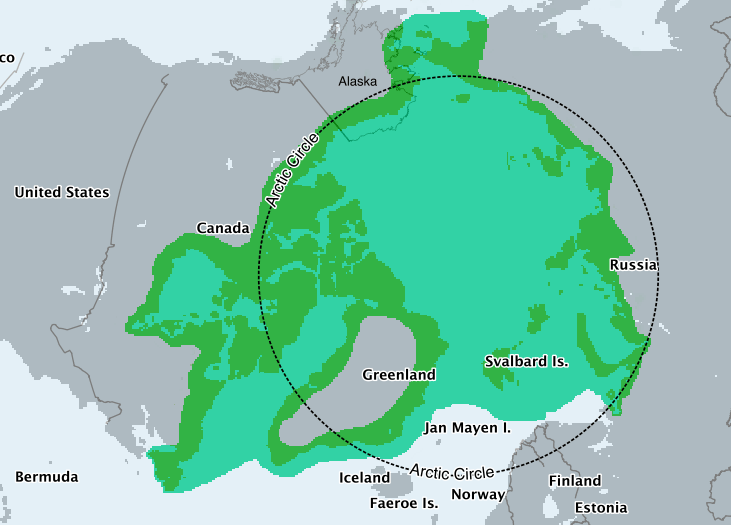 co
Alaska
Arctic Circle
United States
Canada
Russia
Svalbard Is.
Greenland
Jan Mayen I.
Arctic Circle
Bermuda
Iceland
Norway
Finland
Faeroe Is.
Estonia